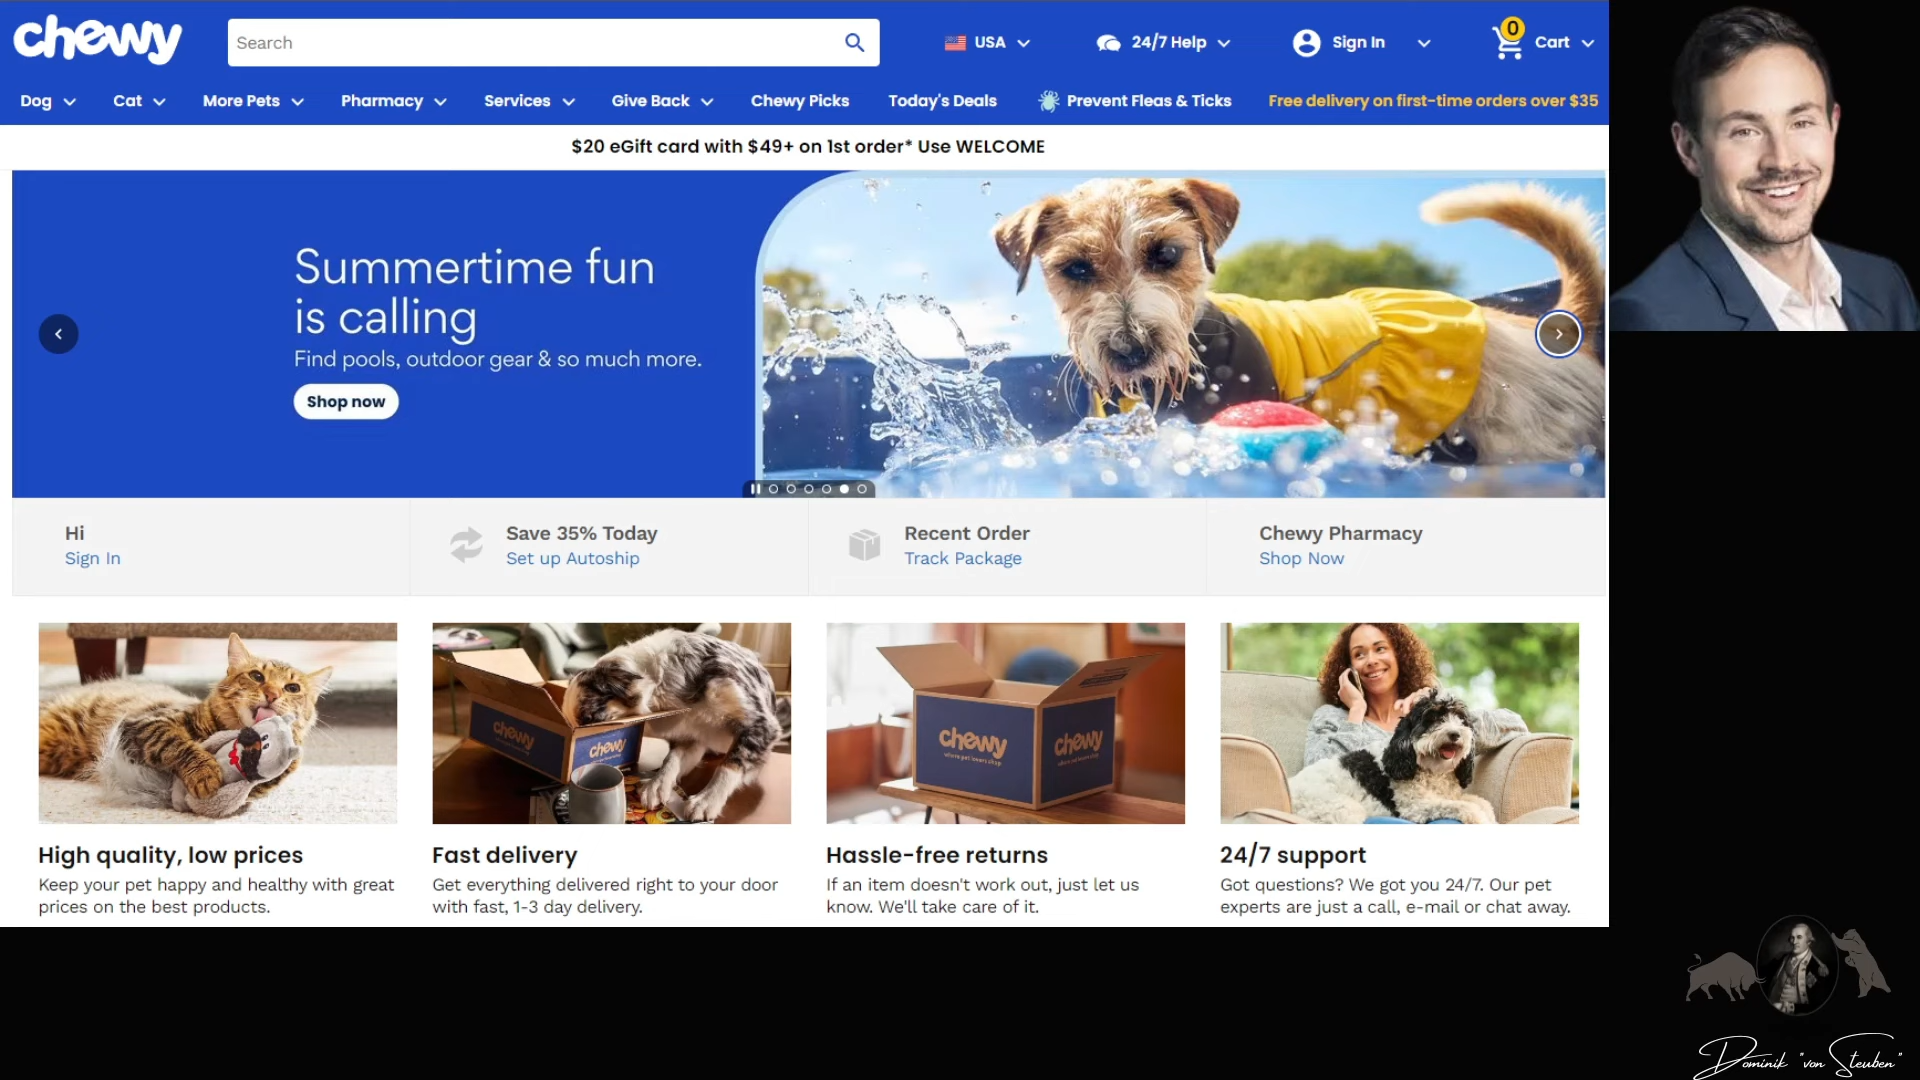 chewy
Search
USA
24/7 Help
Sign In
0
Cart
Dog
Cat
More Pets
Pharmacy
Services
Give Back
Chewy Picks
Today's Deals
Prevent Fleas & Ticks
Free delivery on first-time orders over $35
$20 eGift card with $49+ on 1st order* Use WELCOME
Summertime fun
is calling
Find pools, outdoor gear & so much more.
Shop now
Hi
Sign In
Save 35% Today
Set up Autoship
Recent Order
Track Package
Chewy Pharmacy
Shop Now
chewy
chewy
chewy
where pet lovers shop
chewy
High quality, low prices
Keep your pet happy and healthy with great
prices on the best products.
Fast delivery
Get everything delivered right to your door
with fast, 1-3 day delivery.
Hassle-free returns
If an item doesn't work out, just let us
know. We'll take care of it.
24/7 support
Got questions? We got you 24/7. Our pet
experts are just a call, e-mail or chat away.
Dominik "von Steuben"